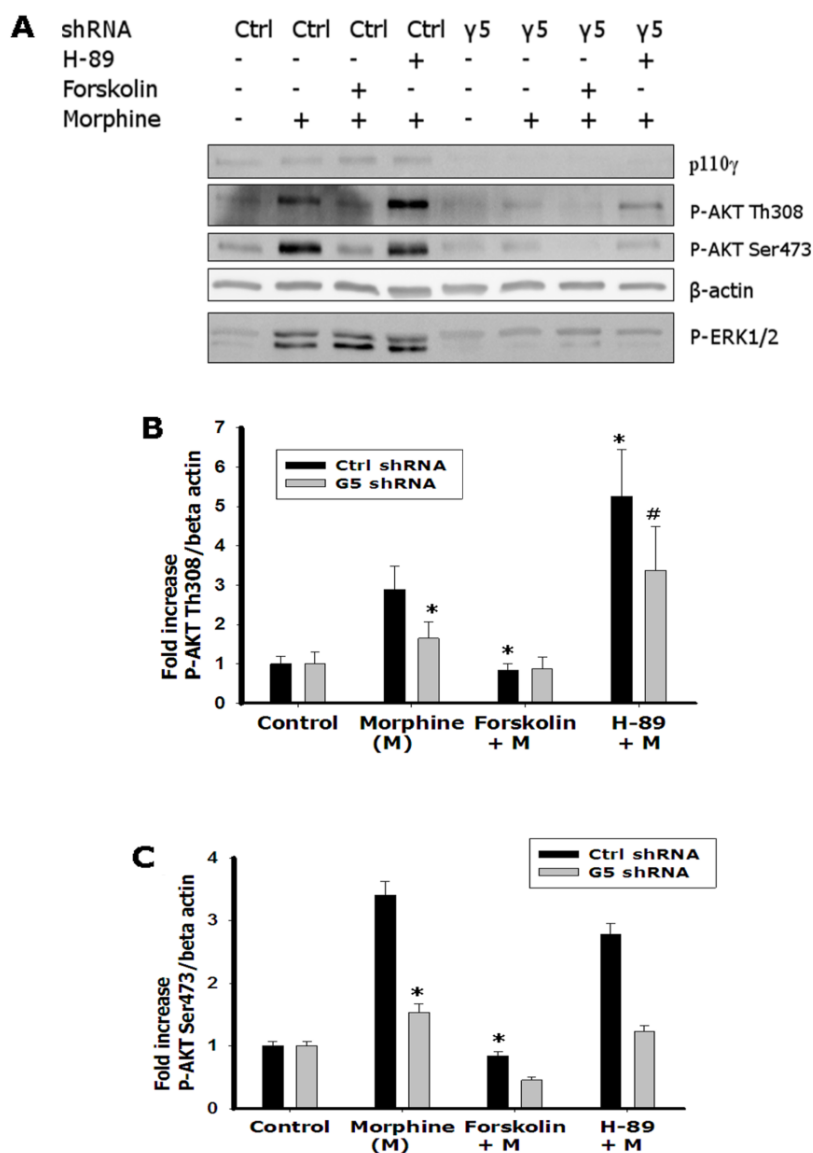 A
shRNA Ctrl Ctrl Ctrl Ctrl γ5 γ5 γ5 γ5
H-89 - - - + - - - +
Forskolin - - + - - - + -
Morphine - + + + - + + +
p110γ
P-AKT Th308
P-AKT Ser473
β-actin
P-ERK1/2
B
Fold increase
P-AKT Th308/beta actin
7
6
5
4
3
2
1
0
Ctrl shRNA
G5 shRNA
*
*
*
#
Control Morphine Forskolin H-89
(M) + M + M
C
Fold increase
P-AKT Ser473/beta actin
4
3
2
1
0
Ctrl shRNA
G5 shRNA
*
*
Control Morphine Forskolin H-89
(M) + M + M